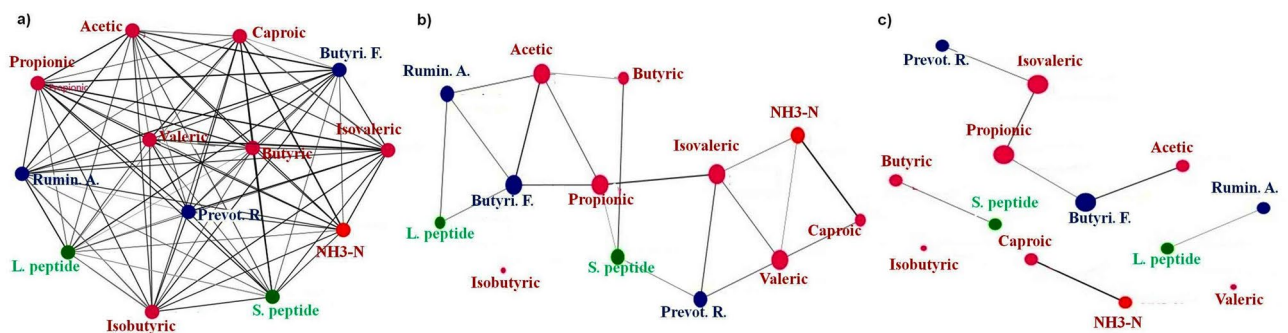 a)
Acetic
Caproic
Butyri. F.
Propionic
Propionic
Valeric
Butyric
Isovaleric
Rumin. A.
Prevot. R.
NH3-N
L. peptide
S. peptide
Isobutyric
b)
Acetic
Rumin. A.
Butyric
NH3-N
Isovaleric
Butyri. F.
Propionic
L. peptide
Caproic
S. peptide
Isobutyric
Valeric
Prevot. R.
c)
Prevot. R.
Isovaleric
Propionic
Acetic
Butyric
Rumin. A.
S. peptide
Butyri. F.
Caproic
L. peptide
Isobutyric
Valeric
NH3-N